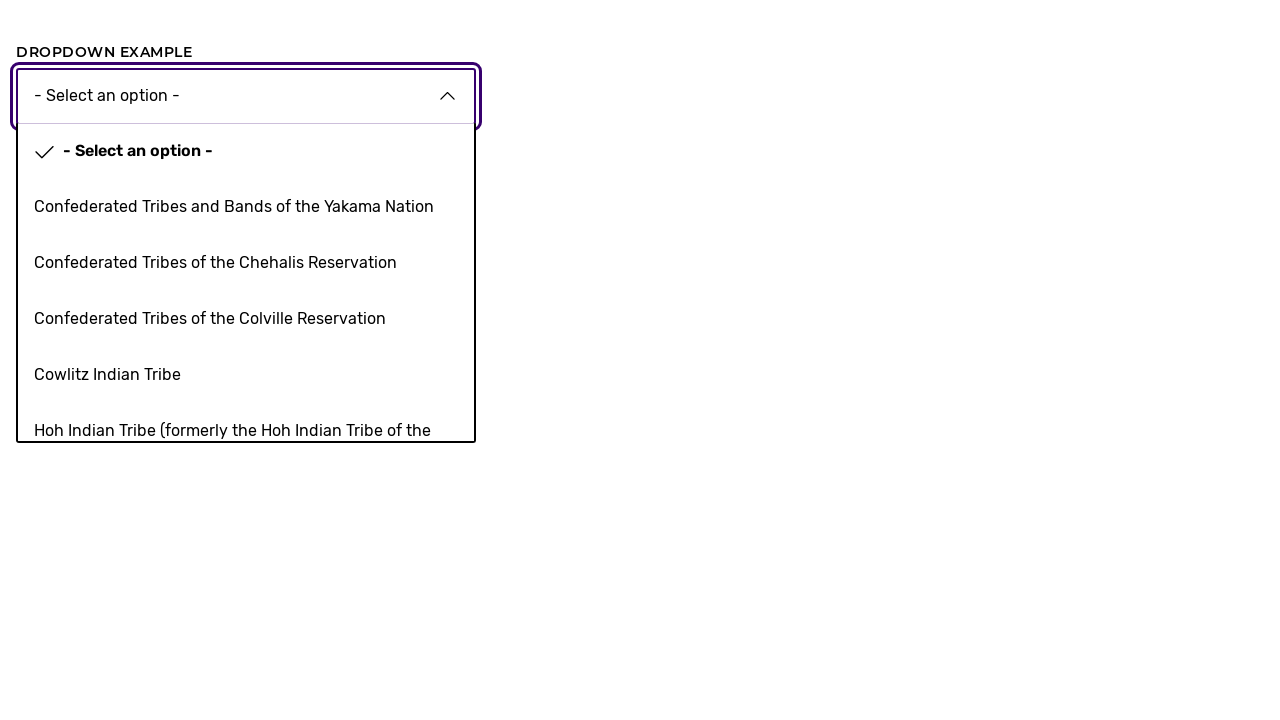 DROPDOWN EXAMPLE
- Select an option -
- Select an option -
Confederated Tribes and Bands of the Yakama Nation
Confederated Tribes of the Chehalis Reservation
Confederated Tribes of the Colville Reservation
Cowlitz Indian Tribe
Hoh Indian Tribe (formerly the Hoh Indian Tribe of the